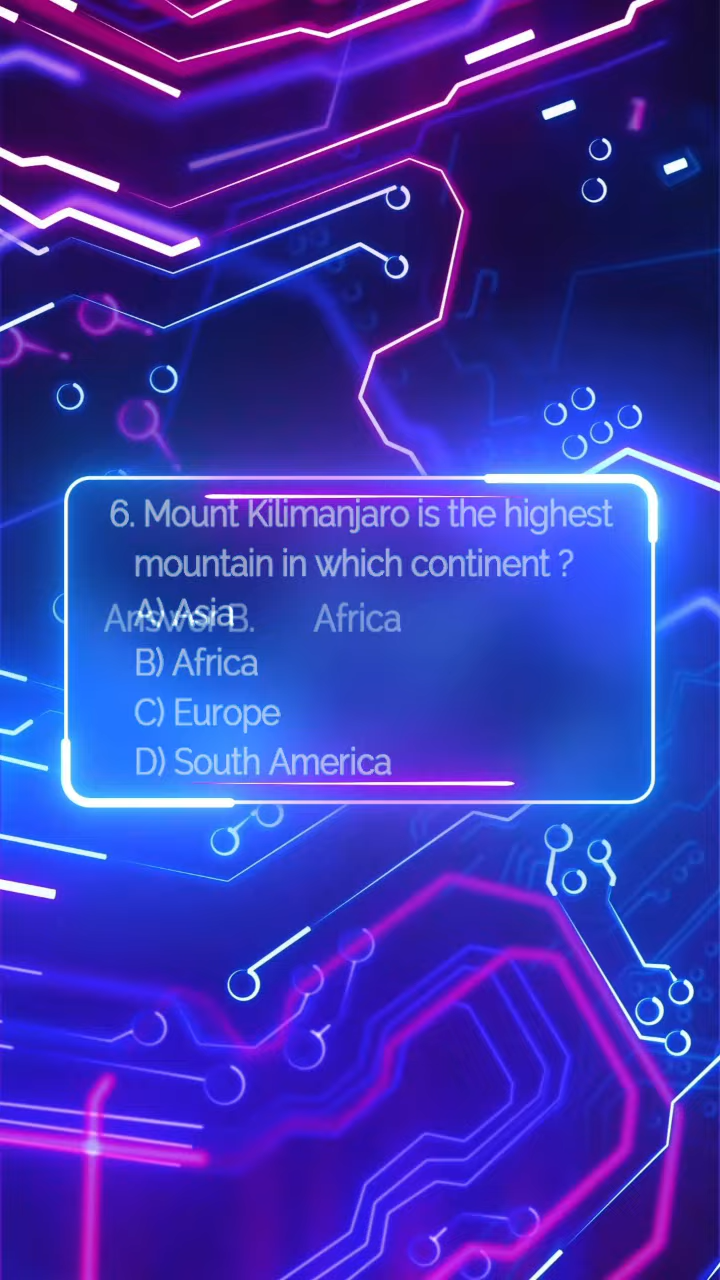 6. Mount Kilimanjaro is the highest
mountain in which continent ?
A) Asia
Answer B. Africa
B) Africa
C) Europe
D) South America